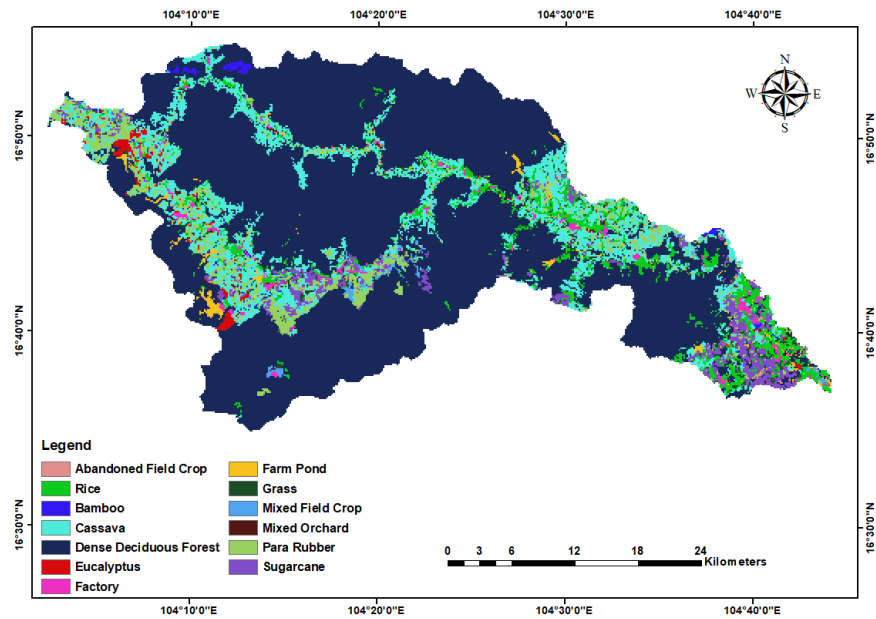 104°10'0"E 104°20'0"E 104°30'0"E 104°40'0"E
N
W E
S
16°50'0"N 16°50'0"N
16°40'0"N 16°40'0"N
16°30'0"N 16°30'0"N
Legend
Abandoned Field Crop Farm Pond
Rice Grass
Bamboo Mixed Field Crop
Cassava Mixed Orchard
Dense Deciduous Forest Para Rubber
Eucalyptus Sugarcane
Factory
0 3 6 12 18 24
Kilometers
104°10'0"E 104°20'0"E 104°30'0"E 104°40'0"E